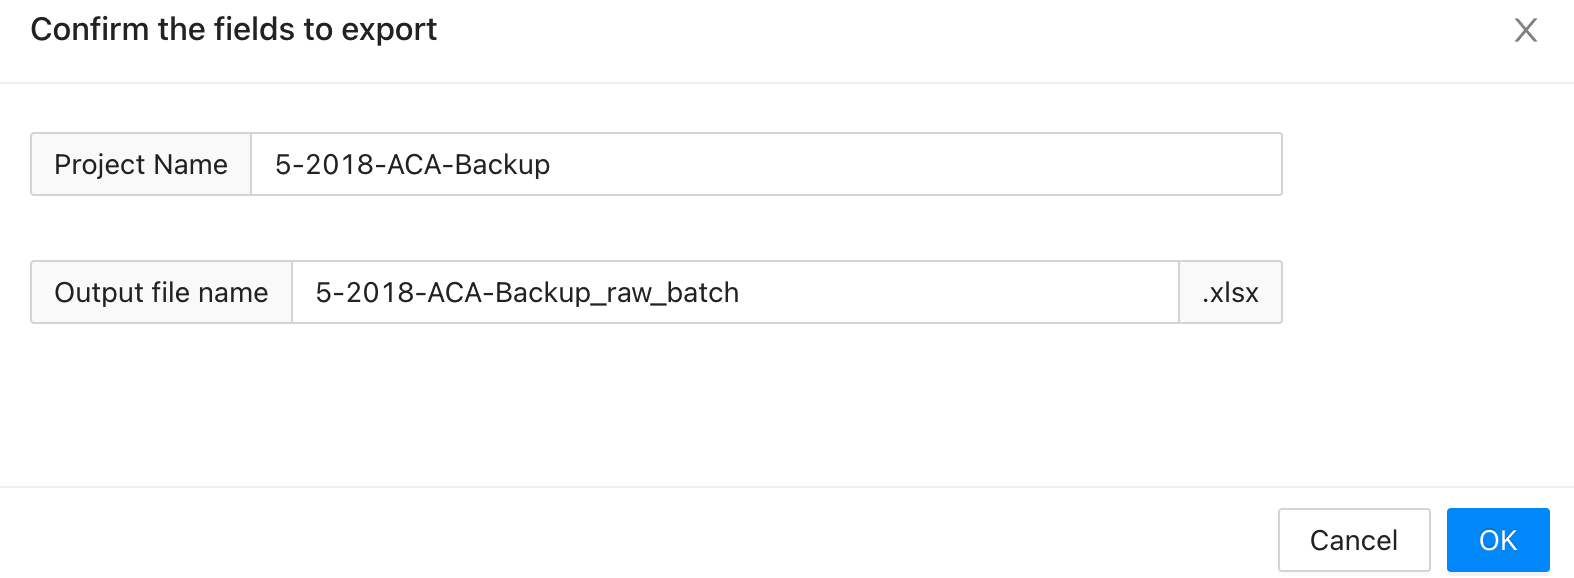 Confirm the fields to export
Project Name 5-2018-ACA-Backup
Output file name 5-2018-ACA-Backup_raw_batch .xlsx
Cancel OK